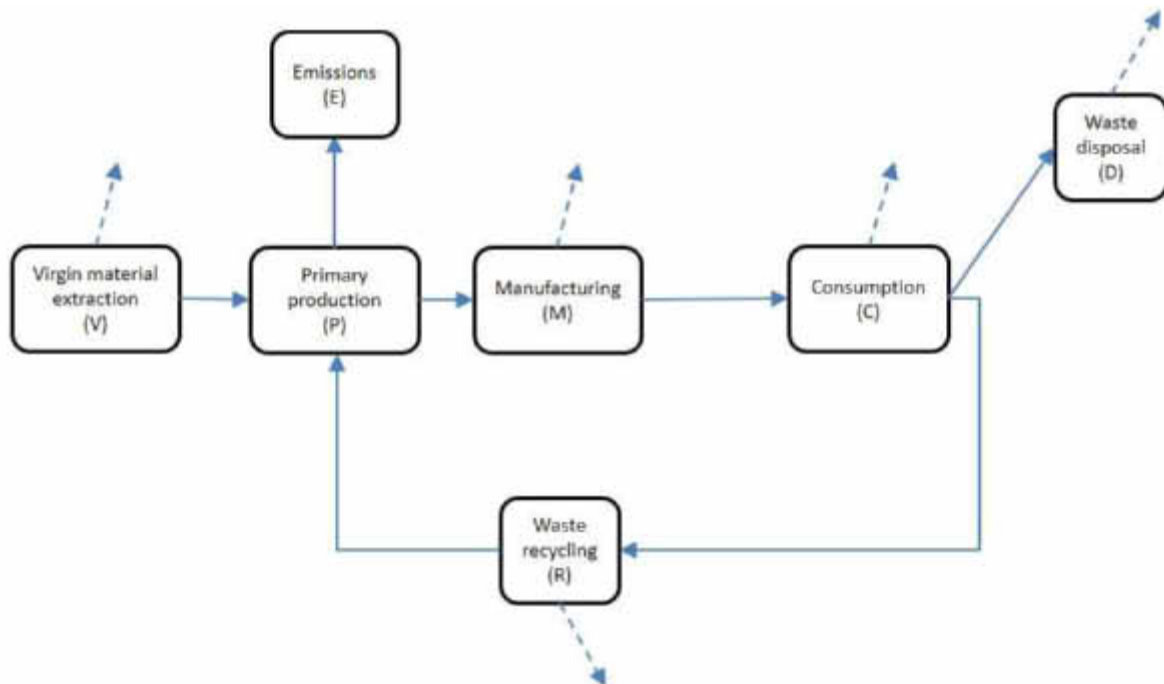 Emissions
(E)
Waste
disposal
(D)
Virgin material
extraction
(V)
Primary
production
(P)
Manufacturing
(M)
Consumption
(C)
Waste
recycling
(R)